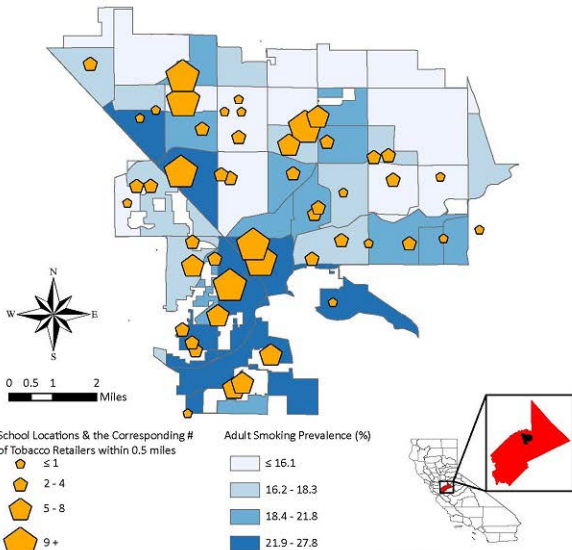 N
W E
S
0 0.5 1 2
Miles
School Locations & the Corresponding #
of Tobacco Retailers within 0.5 miles
≤ 1
2 - 4
5 - 8
9 +
Adult Smoking Prevalence (%)
≤ 16.1
16.2 - 18.3
18.4 - 21.8
21.9 - 27.8